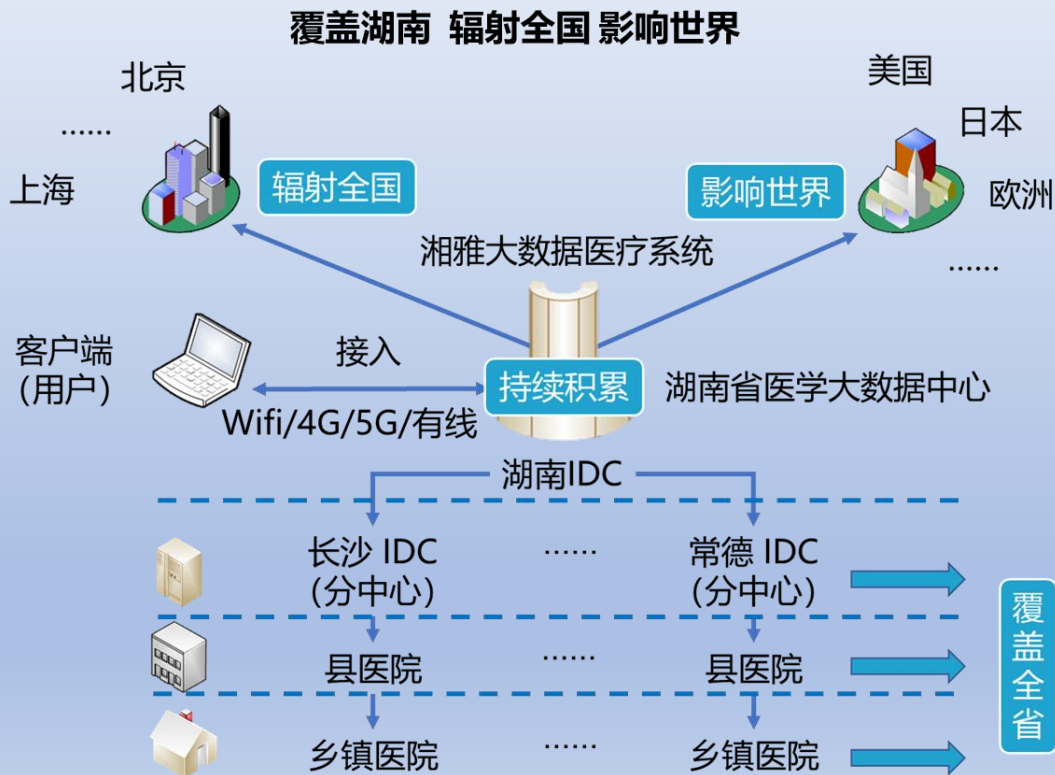 覆盖湖南 辐射全国 影响世界
北京
美国
......
日本
上海
辐射全国
影响世界
欧洲
湘雅大数据医疗系统
......
客户端
（用户）
接入
持续积累
湖南省医学大数据中心
Wifi/4G/5G/有线
湖南IDC
长沙 IDC
（分中心）
......
常德 IDC
（分中心）
县医院
......
县医院
乡镇医院
......
乡镇医院
覆盖全省